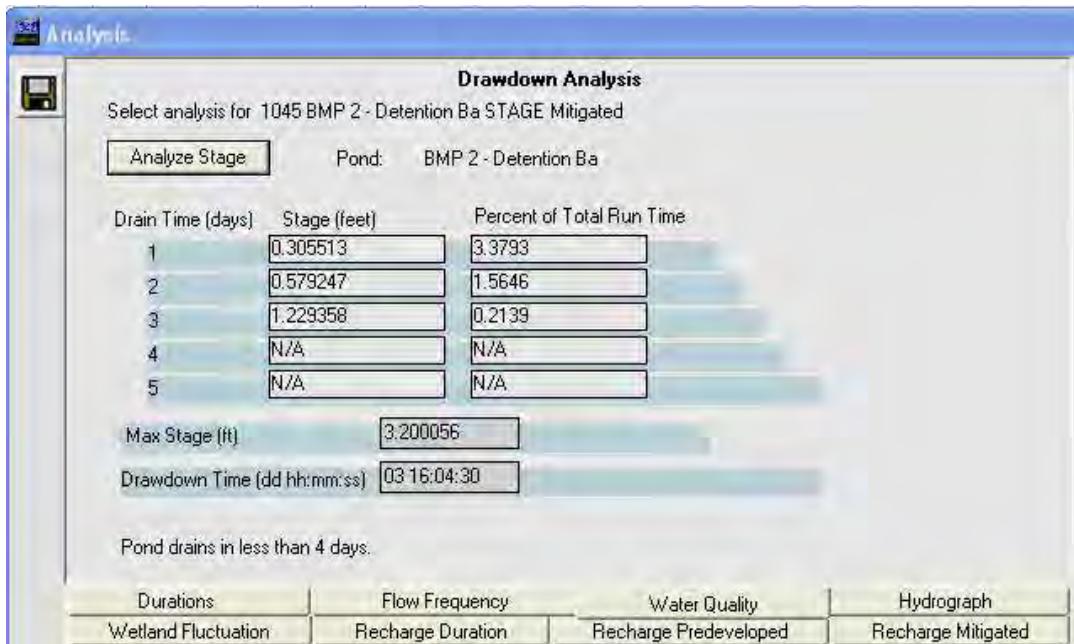 Analysis
Drawdown Analysis
Select analysis for 1045 BMP 2 - Detention Ba STAGE Mitigated
Analyze Stage Pond: BMP 2 - Detention Ba
Drain Time (days) Stage (feet) Percent of Total Run Time
1 0.305513 3.3793
2 0.579247 1.5646
3 1.229358 0.2139
4 N/A N/A
5 N/A N/A
Max Stage (ft) 3.200056
Drawdown Time (dd hh:mm:ss) 03 16:04:30
Pond drains in less than 4 days.
Durations Flow Frequency Water Quality Hydrograph
Wetland Fluctuation Recharge Duration Recharge Predeveloped Recharge Mitigated